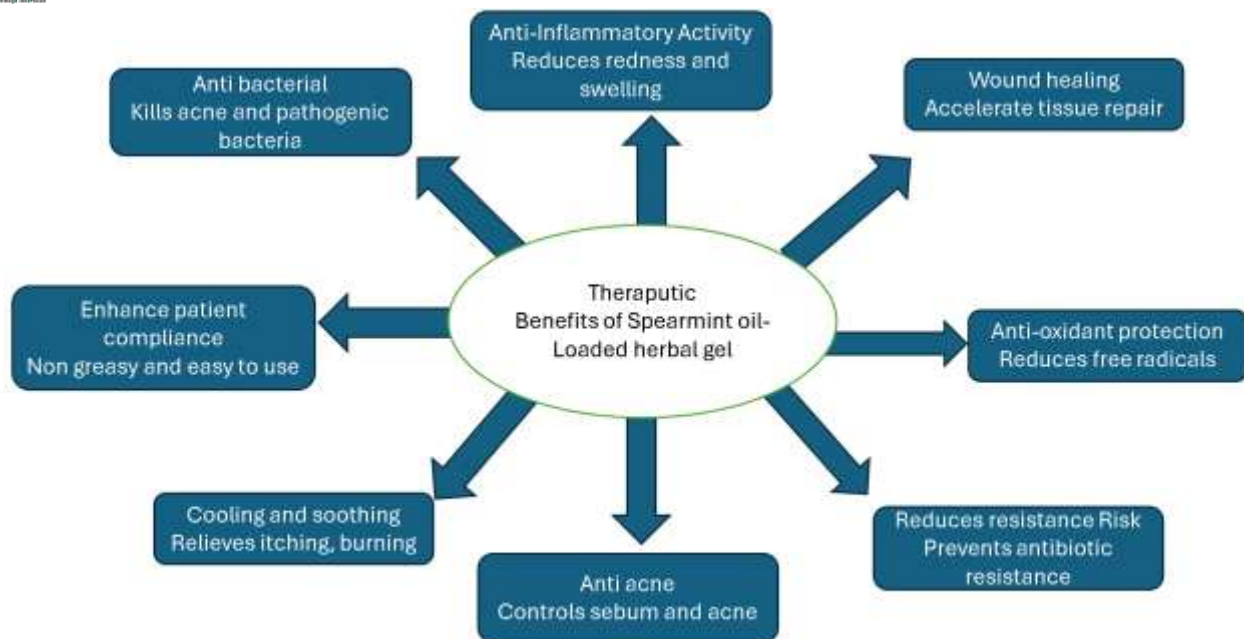 Anti-Inflammatory Activity
Reduces redness and
swelling
Anti bacterial
Kills acne and pathogenic
bacteria
Wound healing
Accelerate tissue repair
Theraputic
Benefits of Spearmint oil-
Loaded herbal gel
Enhance patient
compliance
Non greasy and easy to use
Anti-oxidant protection
Reduces free radicals
Cooling and soothing
Relieves itching, burning
Reduces resistance Risk
Prevents antibiotic
resistance
Anti acne
Controls sebum and acne